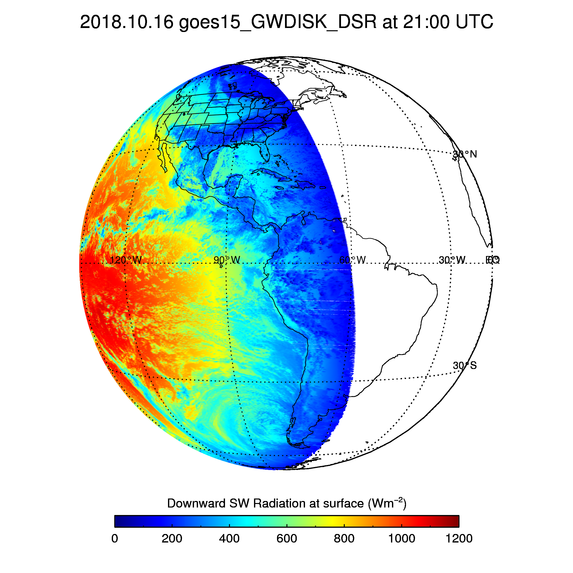 2018.10.16 goes15_GWDISK_DSR at 21:00 UTC
30°N
120°W 90°W 60°W 30°W
30°S
Downward SW Radiation at surface (Wm⁻²)
0 200 400 600 800 1000 1200